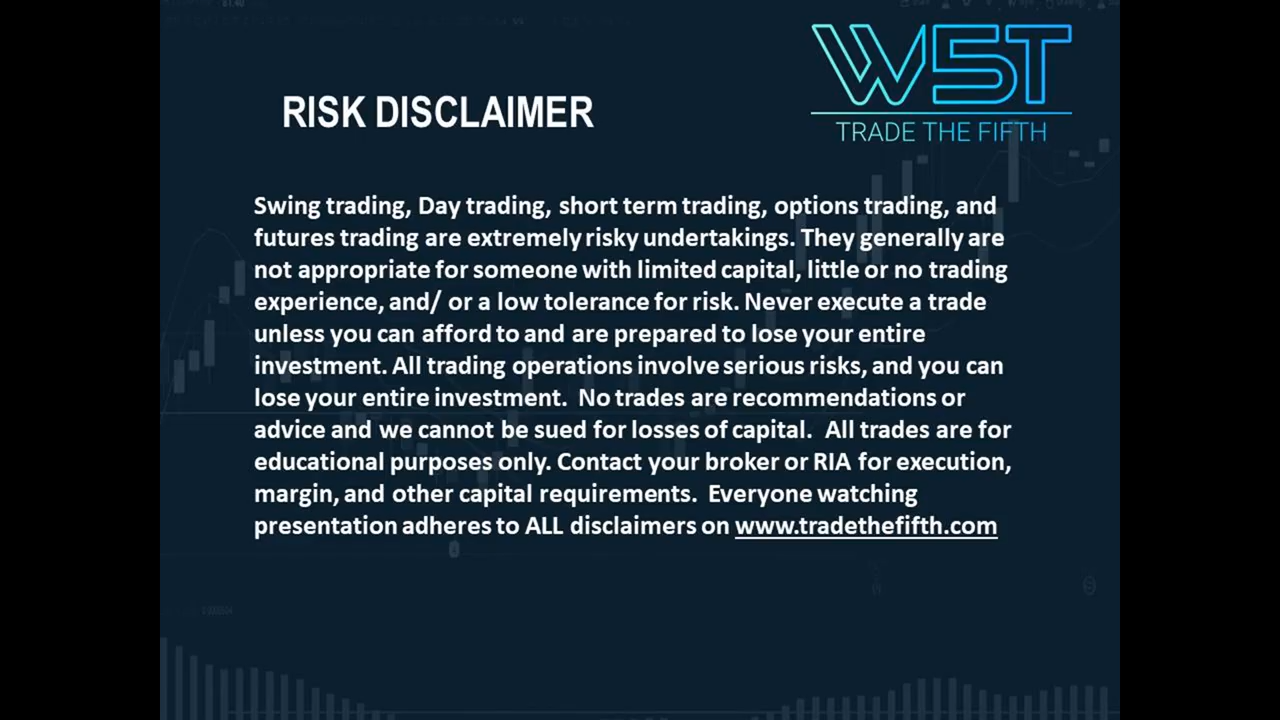 W5T
TRADE THE FIFTH
RISK DISCLAIMER
Swing trading, Day trading, short term trading, options trading, and
futures trading are extremely risky undertakings. They generally are
not appropriate for someone with limited capital, little or no trading
experience, and/ or a low tolerance for risk. Never execute a trade
unless you can afford to and are prepared to lose your entire
investment. All trading operations involve serious risks, and you can
lose your entire investment.  No trades are recommendations or
advice and we cannot be sued for losses of capital.  All trades are for
educational purposes only. Contact your broker or RIA for execution,
margin, and other capital requirements.  Everyone watching
presentation adheres to ALL disclaimers on www.tradethefifth.com